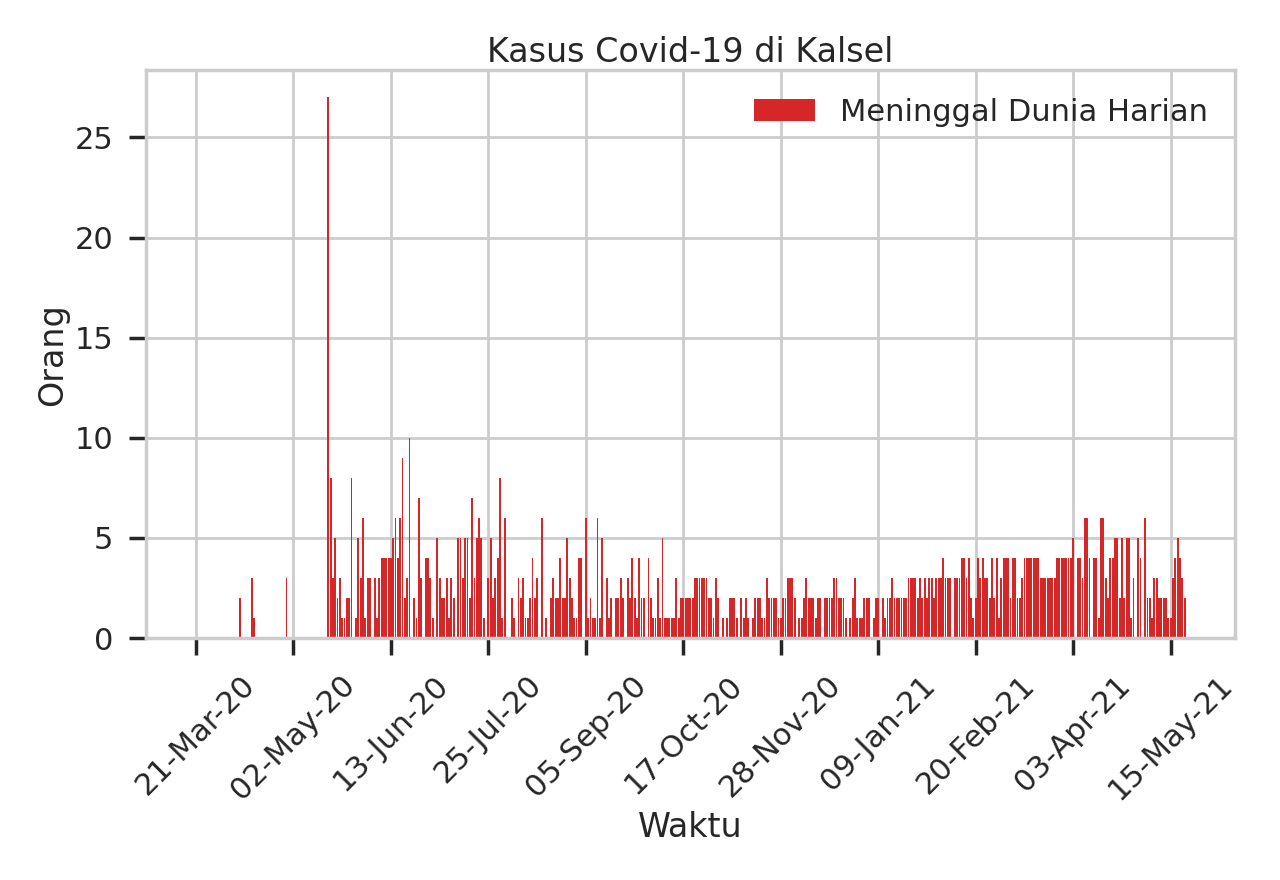 Kasus Covid-19 di Kalsel
Meninggal Dunia Harian
Orang
25
20
15
10
5
0
21-Mar-20
02-May-20
13-Jun-20
25-Jul-20
05-Sep-20
17-Oct-20
28-Nov-20
09-Jan-21
20-Feb-21
03-Apr-21
15-May-21
Waktu